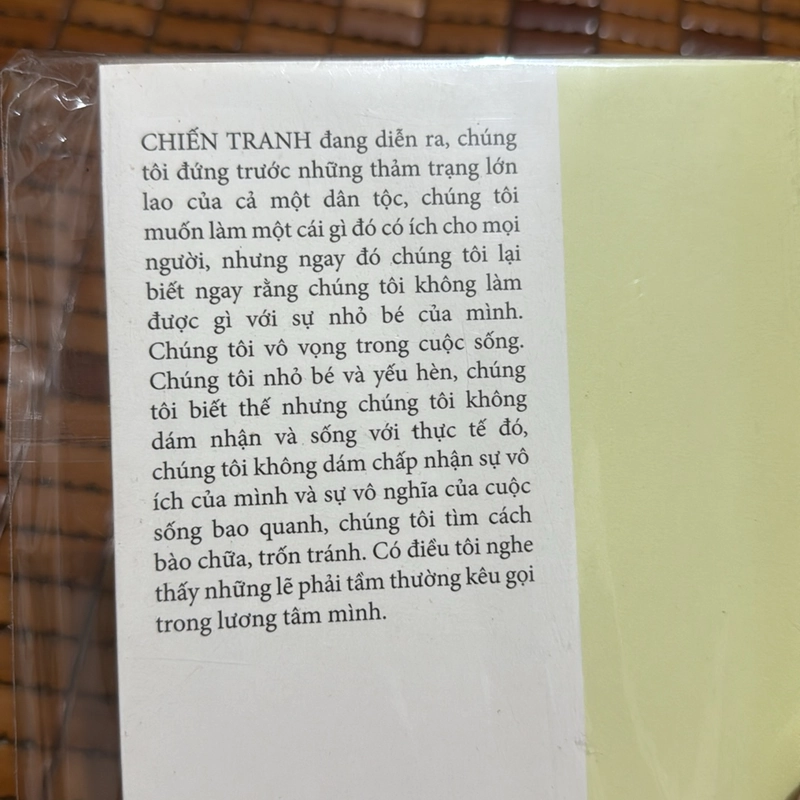 CHIẾN TRANH đang diễn ra, chúng
tôi đứng trước những thảm trạng lớn
lao của cả một dân tộc, chúng tôi
muốn làm một cái gì đó có ích cho mọi
người, nhưng ngay đó chúng tôi lại
biết ngay rằng chúng tôi không làm
được gì với sự nhỏ bé của mình.
Chúng tôi vô vọng trong cuộc sống.
Chúng tôi nhỏ bé và yếu hèn, chúng
tôi biết thế nhưng chúng tôi không
dám nhận và sống với thực tế đó,
chúng tôi không dám chấp nhận sự vô
ích của mình và sự vô nghĩa của cuộc
sống bao quanh, chúng tôi tìm cách
bào chữa, trốn tránh. Có điều tôi nghe
thấy những lẽ phải tầm thường kêu gọi
trong lương tâm mình.